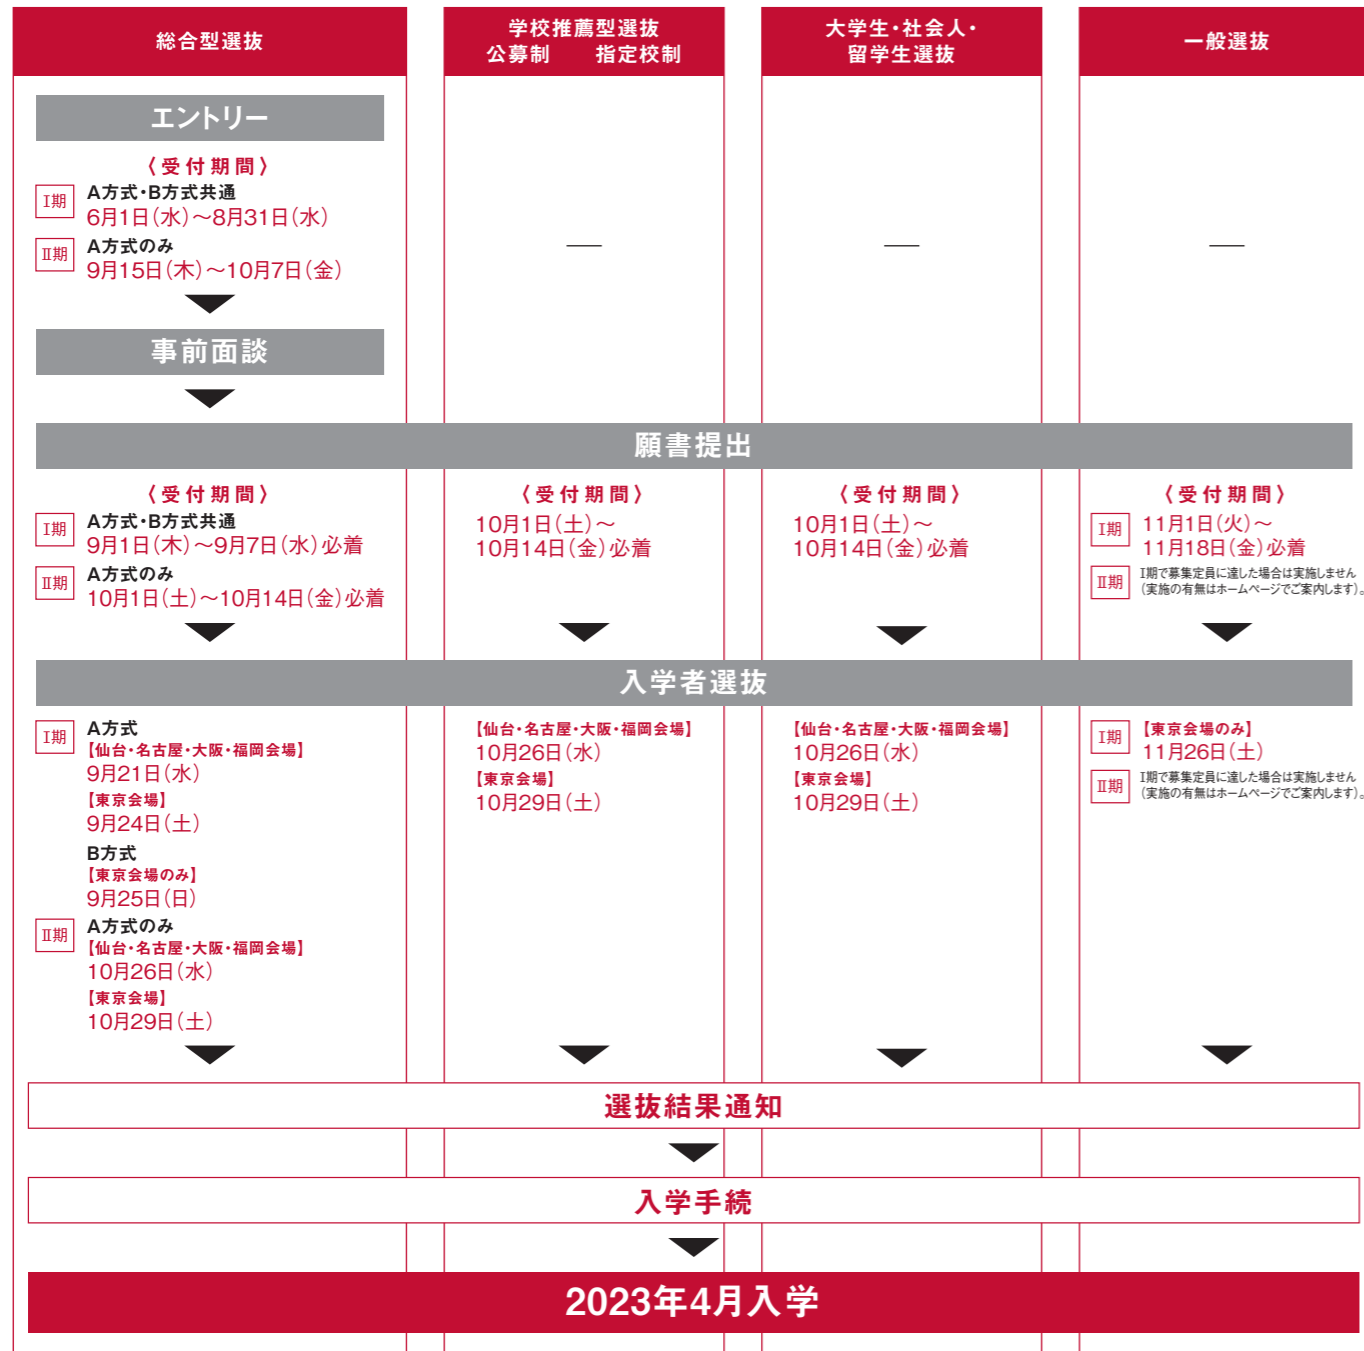 総合型選抜
学校推薦型選抜
公募制　　指定校制
大学生・社会人・
留学生選抜
一般選抜
エントリー
〈受付期間〉
Ⅰ期
A方式・B方式共通
6月1日（水）～8月31日（水）
Ⅱ期
A方式のみ
9月15日（木）～10月7日（金）
―
―
―
事前面談
願書提出
〈受付期間〉
Ⅰ期
A方式・B方式共通
9月1日（木）～9月7日（水）必着
Ⅱ期
A方式のみ
10月1日（土）～10月14日（金）必着
〈受付期間〉
10月1日（土）～
10月14日（金）必着
〈受付期間〉
10月1日（土）～
10月14日（金）必着
〈受付期間〉
Ⅰ期
11月1日（火）～
11月18日（金）必着
Ⅱ期
Ⅰ期で募集定員に達した場合は実施しません
（実施の有無はホームページでご案内します）。
入学者選抜
Ⅰ期
A方式
【仙台・名古屋・大阪・福岡会場】
9月21日（水）
【東京会場】
9月24日（土）
B方式
【東京会場のみ】
9月25日（日）
Ⅱ期
A方式のみ
【仙台・名古屋・大阪・福岡会場】
10月26日（水）
【東京会場】
10月29日（土）
【仙台・名古屋・大阪・福岡会場】
10月26日（水）
【東京会場】
10月29日（土）
【仙台・名古屋・大阪・福岡会場】
10月26日（水）
【東京会場】
10月29日（土）
Ⅰ期
【東京会場のみ】
11月26日（土）
Ⅱ期
Ⅰ期で募集定員に達した場合は実施しません
（実施の有無はホームページでご案内します）。
選抜結果通知
入学手続
2023年4月入学